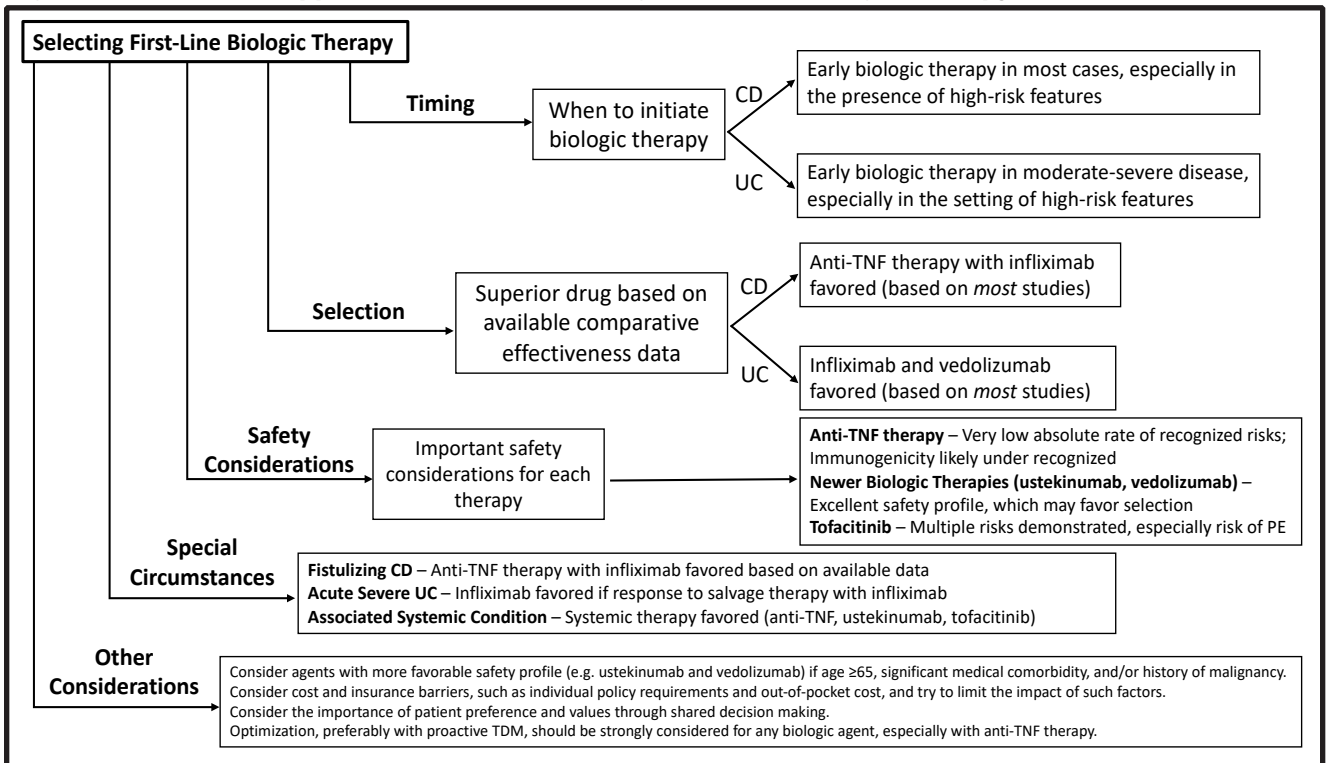 Selecting First-Line Biologic Therapy
Timing
When to initiate
biologic therapy
CD
Early biologic therapy in most cases, especially in
the presence of high-risk features
UC
Early biologic therapy in moderate-severe disease,
especially in the setting of high-risk features
Selection
Superior drug based on
available comparative
effectiveness data
CD
Anti-TNF therapy with infliximab
favored (based on most studies)
UC
Infliximab and vedolizumab
favored (based on most studies)
Safety
Considerations
Important safety
considerations for each
therapy
Anti-TNF therapy – Very low absolute rate of recognized risks;
Immunogenicity likely under recognized
Newer Biologic Therapies (ustekinumab, vedolizumab) –
Excellent safety profile, which may favor selection
Tofacitinib – Multiple risks demonstrated, especially risk of PE
Special
Circumstances
Fistulizing CD – Anti-TNF therapy with infliximab favored based on available data
Acute Severe UC – Infliximab favored if response to salvage therapy with infliximab
Associated Systemic Condition – Systemic therapy favored (anti-TNF, ustekinumab, tofacitinib)
Other
Considerations
Consider agents with more favorable safety profile (e.g. ustekinumab and vedolizumab) if age ≥65, significant medical comorbidity, and/or history of malignancy.
Consider cost and insurance barriers, such as individual policy requirements and out-of-pocket cost, and try to limit the impact of such factors.
Consider the importance of patient preference and values through shared decision making.
Optimization, preferably with proactive TDM, should be strongly considered for any biologic agent, especially with anti-TNF therapy.